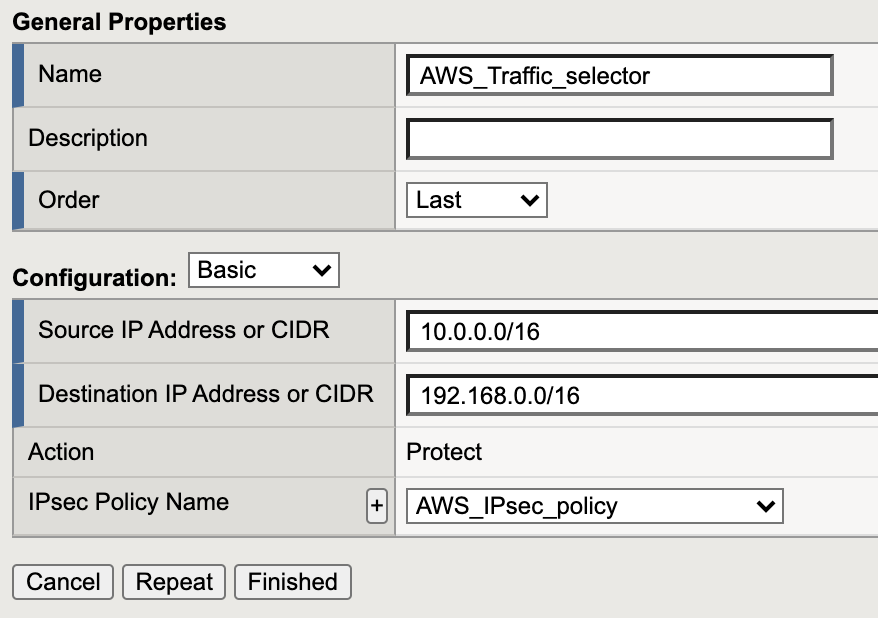 General Properties
Name AWS_Traffic_selector
Description
Order Last
Configuration: Basic
Source IP Address or CIDR 10.0.0.0/16
Destination IP Address or CIDR 192.168.0.0/16
Action Protect
IPsec Policy Name + AWS_IPsec_policy
Cancel Repeat Finished